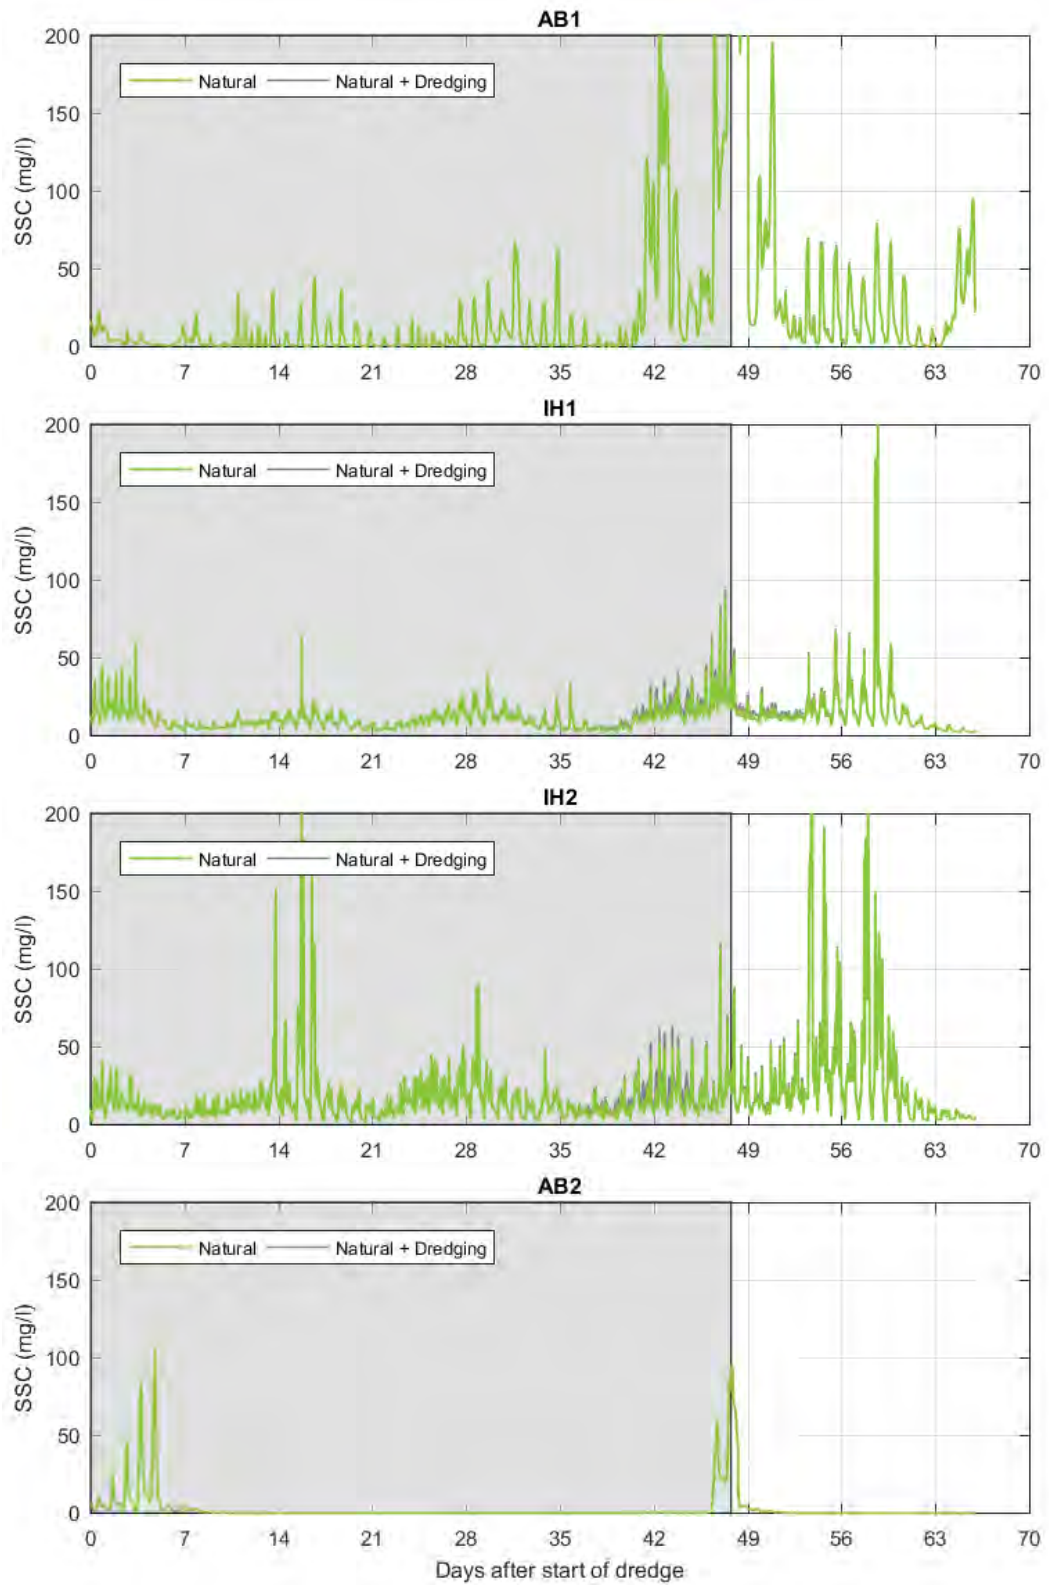 AB1
200
150
100
50
0
SSC (mg/l)
Natural Natural + Dredging
0 7 14 21 28 35 42 49 56 63 70
IH1
200
150
100
50
0
SSC (mg/l)
Natural Natural + Dredging
0 7 14 21 28 35 42 49 56 63 70
IH2
200
150
100
50
0
SSC (mg/l)
Natural Natural + Dredging
0 7 14 21 28 35 42 49 56 63 70
AB2
200
150
100
50
0
SSC (mg/l)
Natural Natural + Dredging
0 7 14 21 28 35 42 49 56 63 70
Days after start of dredge